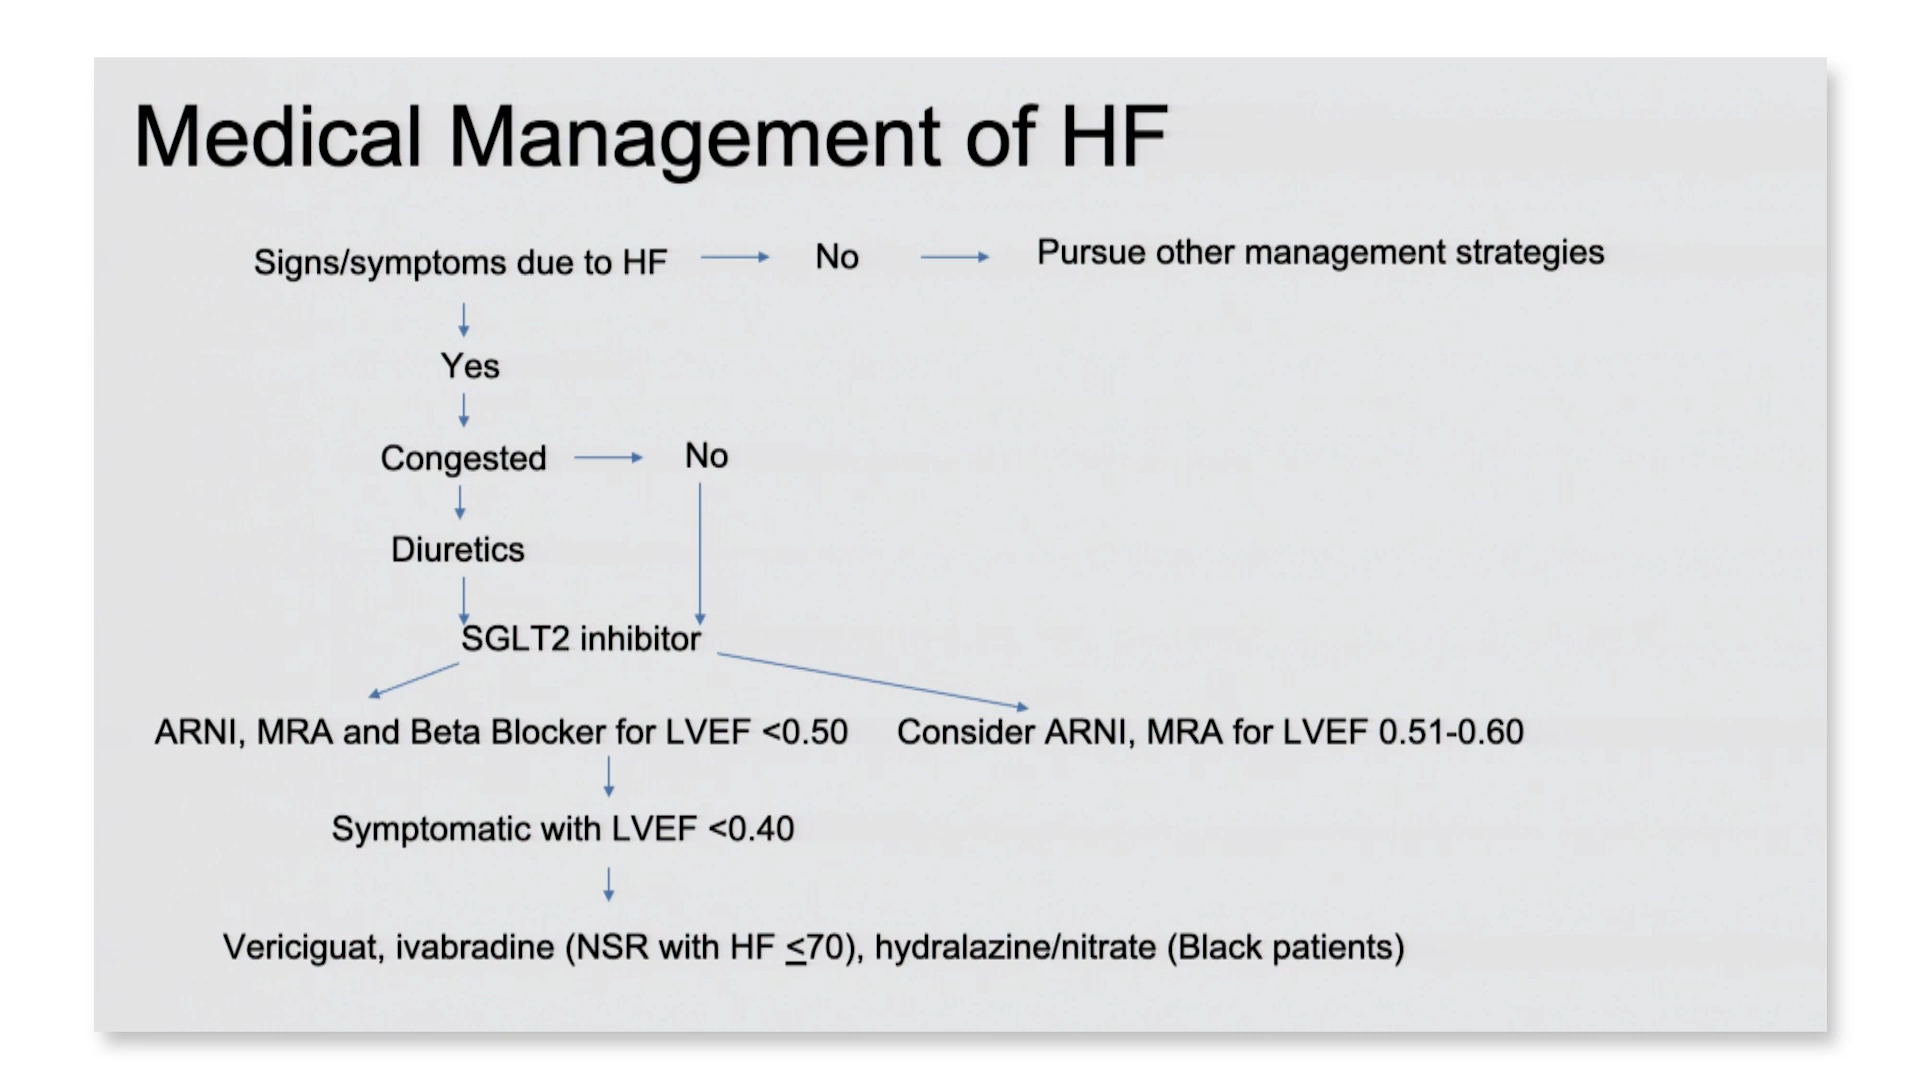 Medical Management of HF
Signs/symptoms due to HF
No
Pursue other management strategies
Yes
Congested
No
Diuretics
SGLT2 inhibitor
ARNI, MRA and Beta Blocker for LVEF <0.50
Consider ARNI, MRA for LVEF 0.51-0.60
Symptomatic with LVEF <0.40
Vericiguat, ivabradine (NSR with HF ≤70), hydralazine/nitrate (Black patients)